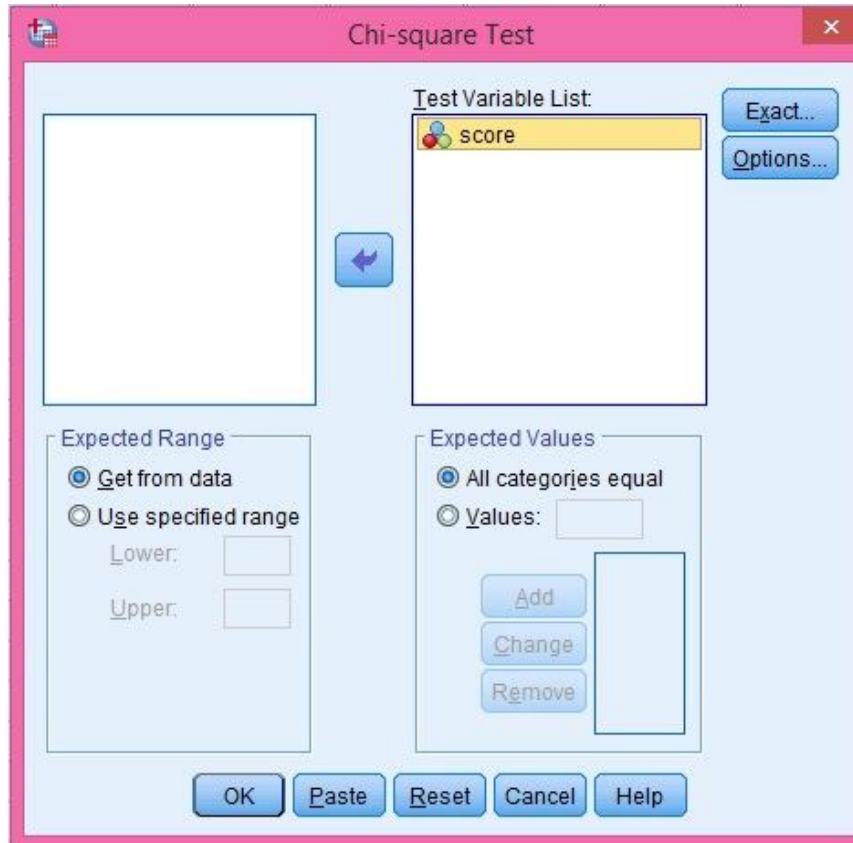 Chi-square Test
Test Variable List:
score
Exact...
Options...
Expected Range
Get from data
Use specified range
Lower:
Upper:
Expected Values
All categories equal
Values:
Add
Change
Remove
OK
Paste
Reset
Cancel
Help